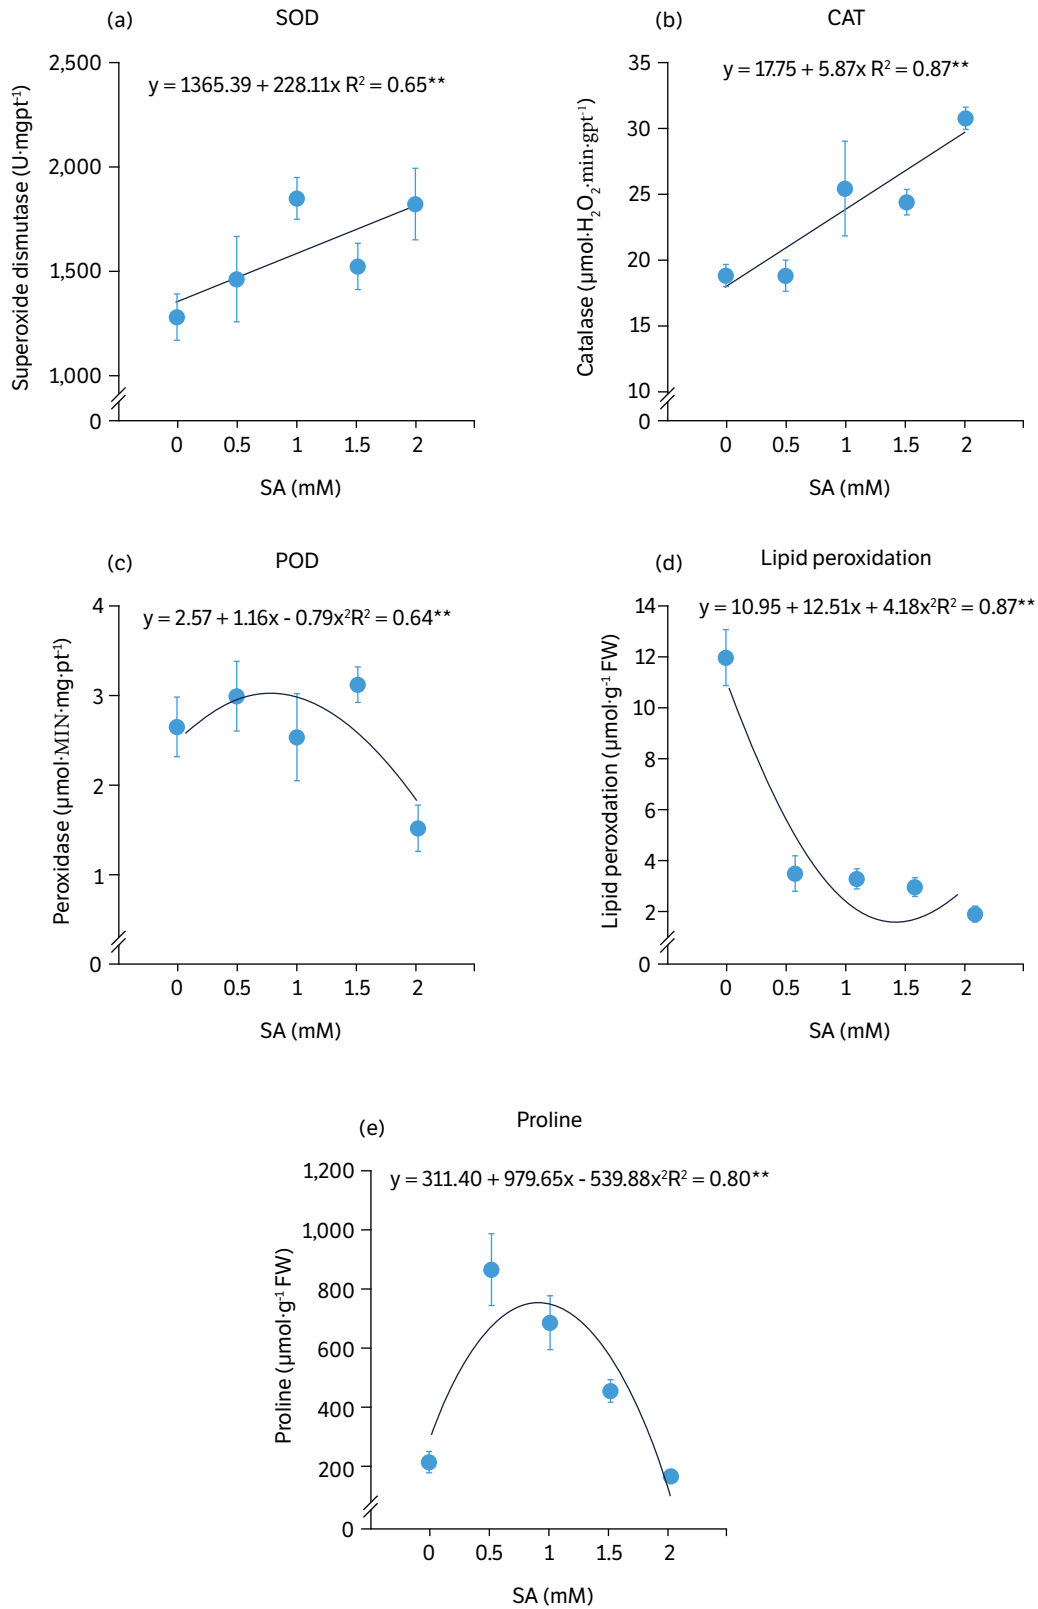 (a) SOD
y = 1365.39 + 228.11x R² = 0.65**
Superoxide dismutase (U·mgpt⁻¹)
2,500
2,000
1,500
1,000
0
0 0.5 1 1.5 2
SA (mM)
(b) CAT
y = 17.75 + 5.87x R² = 0.87**
Catalase (µmol·H₂O₂·min·gpt⁻¹)
35
30
25
20
15
10
0
0 0.5 1 1.5 2
SA (mM)
(c) POD
y = 2.57 + 1.16x - 0.79x²R² = 0.64**
Peroxidase (µmol·MIN·mg·pt⁻¹)
4
3
2
1
0
0 0.5 1 1.5 2
SA (mM)
(d) Lipid peroxidation
y = 10.95 + 12.51x + 4.18x²R² = 0.87**
Lipid peroxdation (µmol·g⁻¹ FW)
14
12
10
8
6
4
2
0
0 0.5 1 1.5 2
SA (mM)
(e) Proline
y = 311.40 + 979.65x - 539.88x²R² = 0.80**
Proline (µmol·g⁻¹ FW)
1,200
1,000
800
600
400
200
0
0 0.5 1 1.5 2
SA (mM)